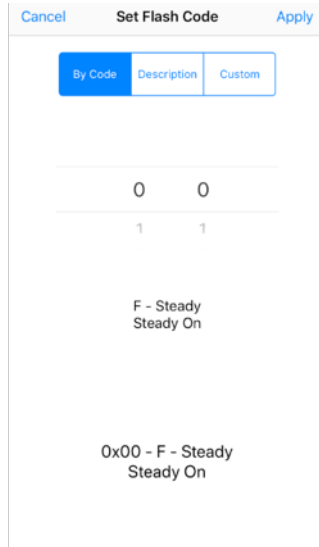 Cancel Set Flash Code Apply
By Code Description Custom
0 0
1 1
F - Steady
Steady On
0x00 - F - Steady
Steady On